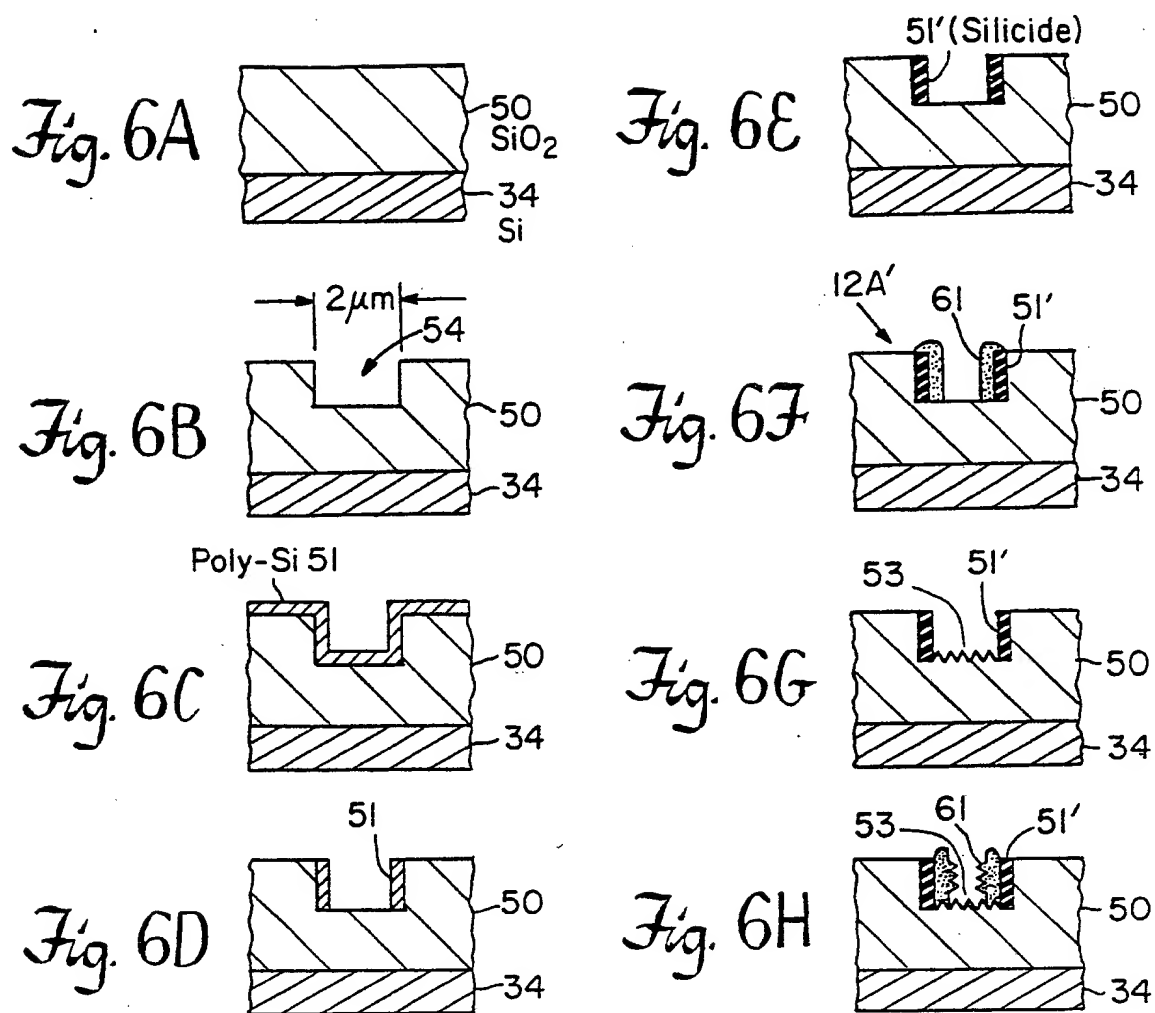 Fig. 6A
50
SiO2
34
Si
Fig. 6B
2μm
54
50
34
Fig. 6C
Poly-Si 51
50
34
Fig. 6D
51
50
34
Fig. 6E
51' (Silicide)
50
34
Fig. 6F
12A'
61
51'
50
34
Fig. 6G
53
51'
50
34
Fig. 6H
53
61
51'
50
34